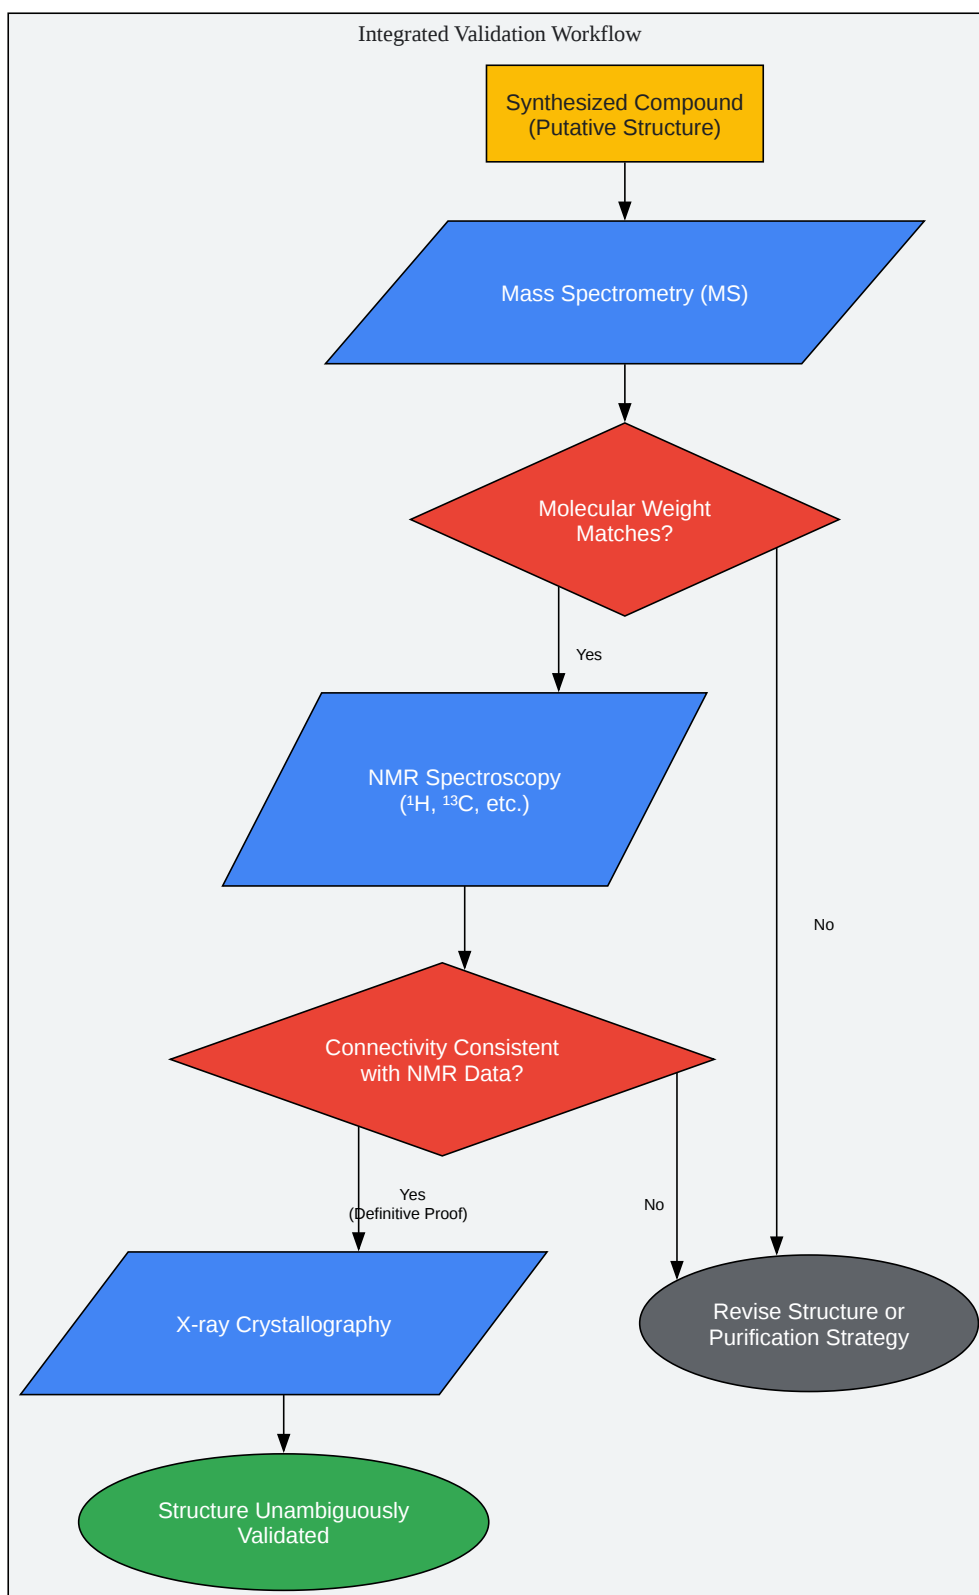 Integrated Validation Workflow
Synthesized Compound
(Putative Structure)
Mass Spectrometry (MS)
Molecular Weight
Matches?
Yes
NMR Spectroscopy
(¹H, ¹³C, etc.)
No
Connectivity Consistent
with NMR Data?
Yes
(Definitive Proof)
No
X-ray Crystallography
Revise Structure or
Purification Strategy
Structure Unambiguously
Validated